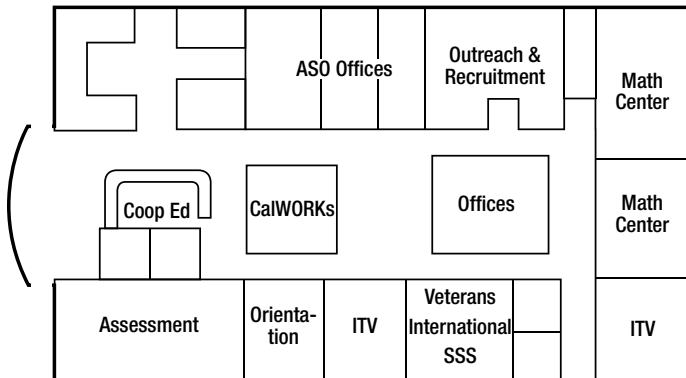 ASO Offices
Outreach &
Recruitment
Math
Center
Coop Ed
CalWORKs
Offices
Math
Center
Assessment
Orienta-
tion
ITV
Veterans
International
SSS
ITV